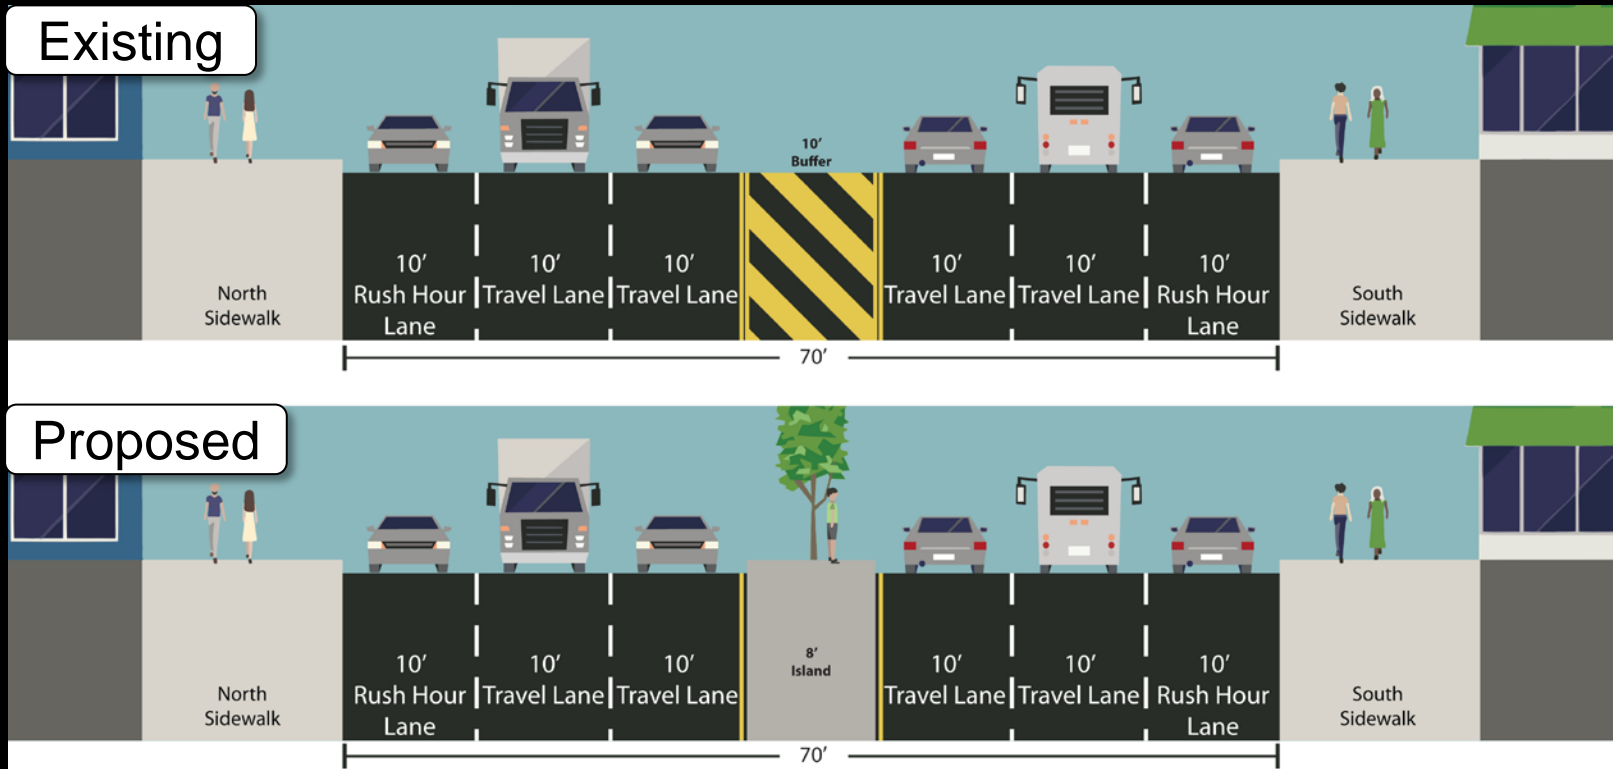 Existing
10’
Buffer
10’
Rush Hour
Lane
10’
Travel Lane
10’
Travel Lane
10’
Travel Lane
10’
Travel Lane
10’
Rush Hour
Lane
North
Sidewalk
South
Sidewalk
70’
Proposed
8’
Island
10’
Rush Hour
Lane
10’
Travel Lane
10’
Travel Lane
10’
Travel Lane
10’
Travel Lane
10’
Rush Hour
Lane
North
Sidewalk
South
Sidewalk
70’